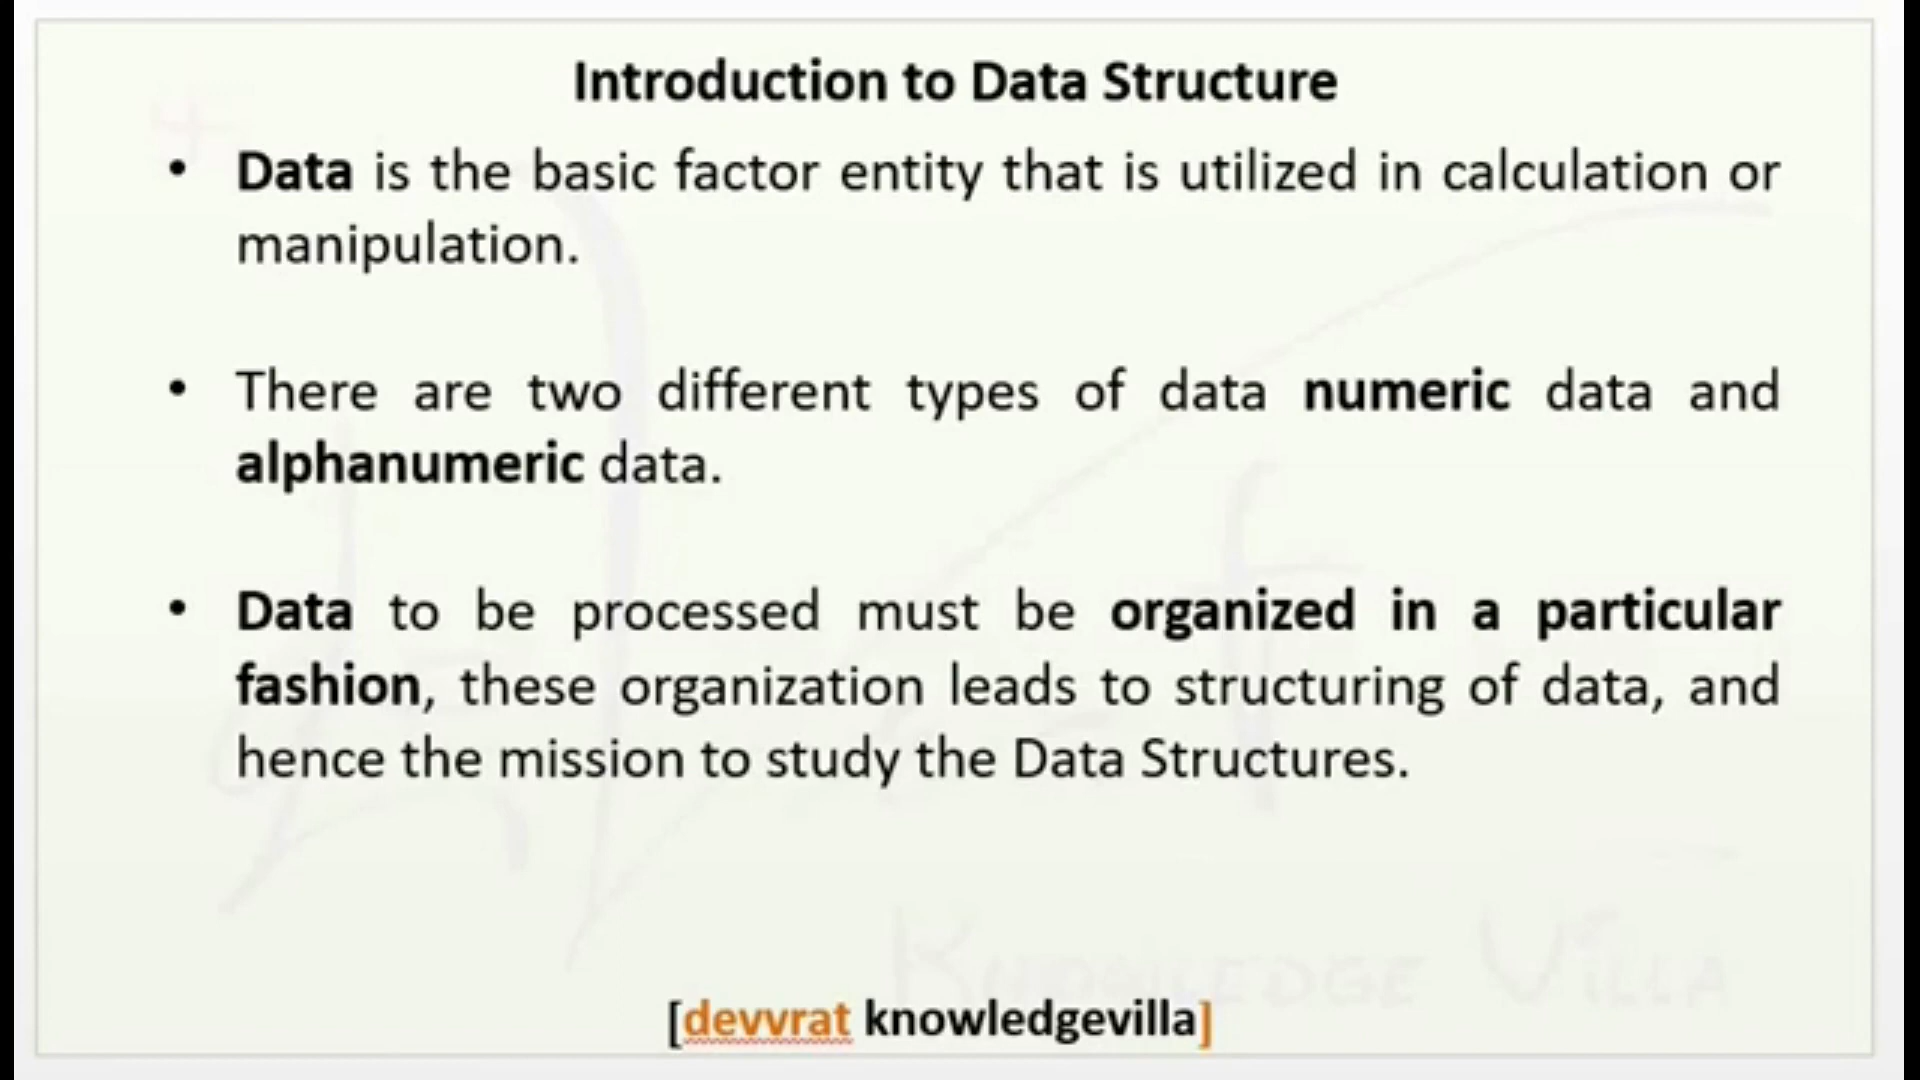 Introduction to Data Structure
• Data is the basic factor entity that is utilized in calculation or
manipulation.
• There are two different types of data numeric data and
alphanumeric data.
• Data to be processed must be organized in a particular
fashion, these organization leads to structuring of data, and
hence the mission to study the Data Structures.
KNOWLEDGE VILLA
[devvrat knowledgevilla]